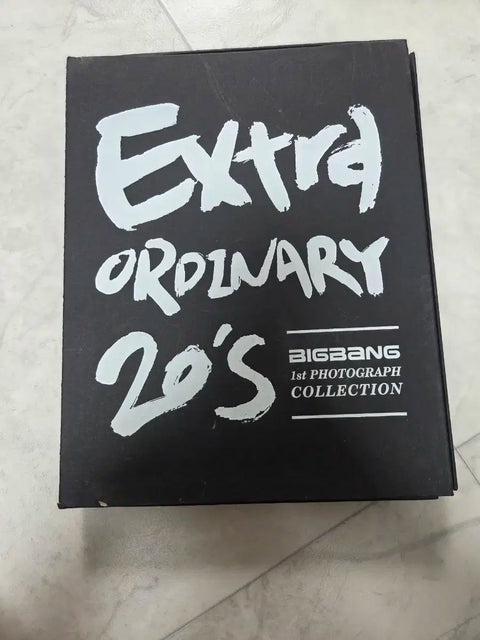 Extra
ORDINARY
20'S
BIGBANG
1st PHOTOGRAPH
COLLECTION